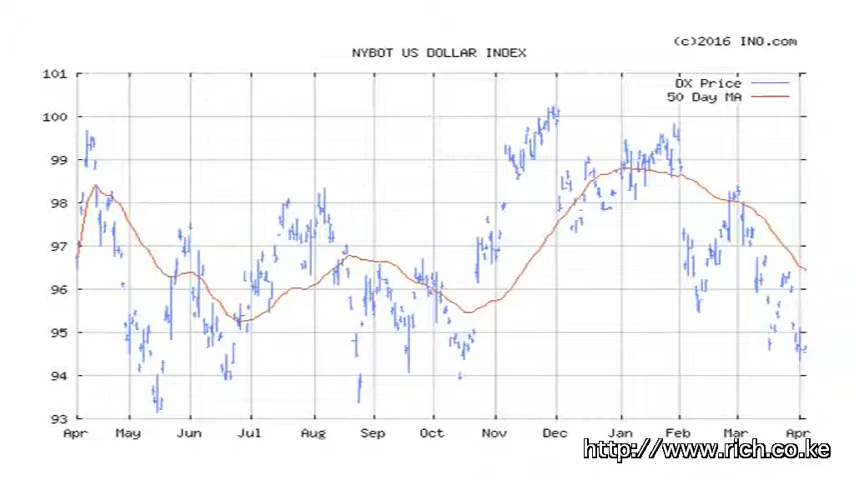 (c)2016 INO.com
NYBOT US DOLLAR INDEX
101
DX Price
50 Day MA
100
99
98
97
96
95
94
93
Apr May Jun Jul Aug Sep Oct Nov Dec Jan Feb Mar Apr
http://www.rich.co.ke